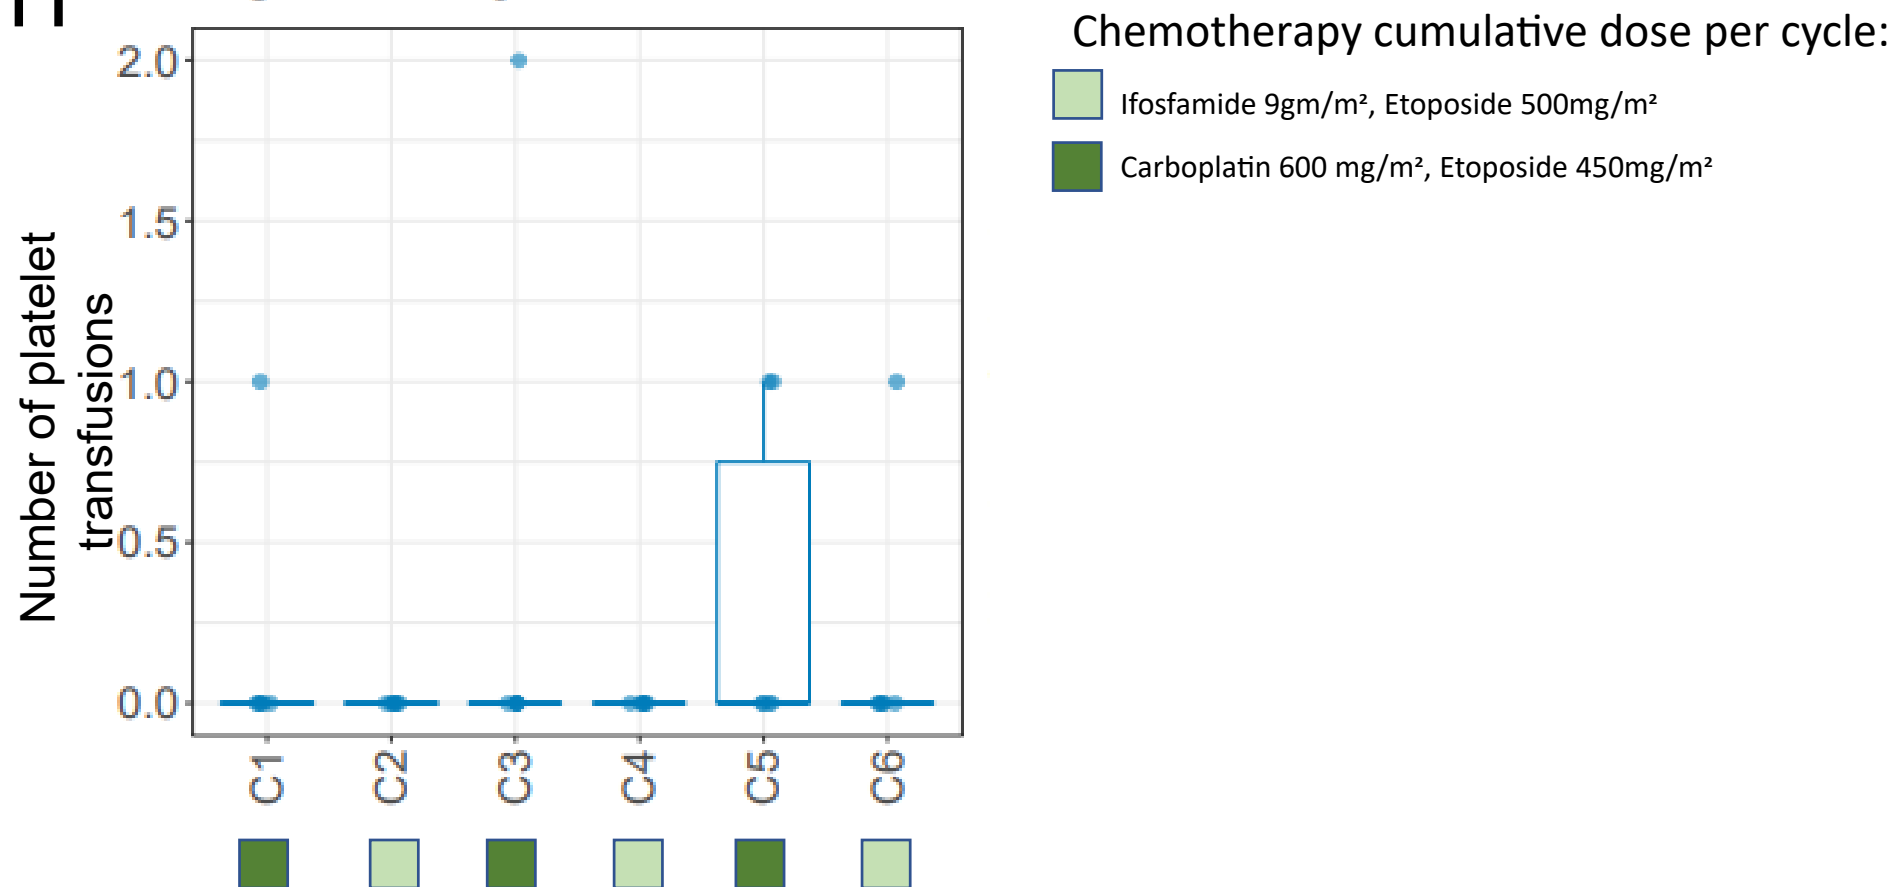 Chemotherapy cumulative dose per cycle:
Ifosfamide 9gm/m², Etoposide 500mg/m²
Carboplatin 600 mg/m², Etoposide 450mg/m²
Number of platelet
transfusions
2.0
1.5
1.0
0.5
0.0
C1
C2
C3
C4
C5
C6